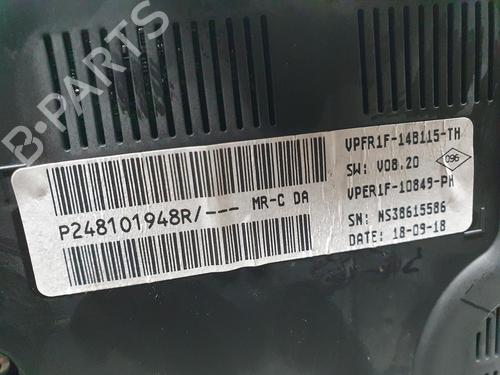 B-PARTS
VPFR1F-14B115-TH
SW: V08.20
096
VPER1F-10849-PH
P248101948R/---
MR-C DA
SN: NS38615586
DATE: 18-09-18